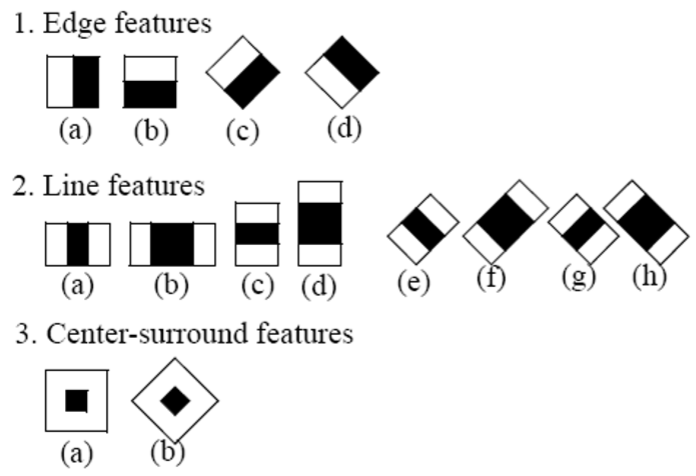 1. Edge features
(a) (b) (c) (d)
2. Line features
(a) (b) (c) (d) (e) (f) (g) (h)
3. Center-surround features
(a) (b)